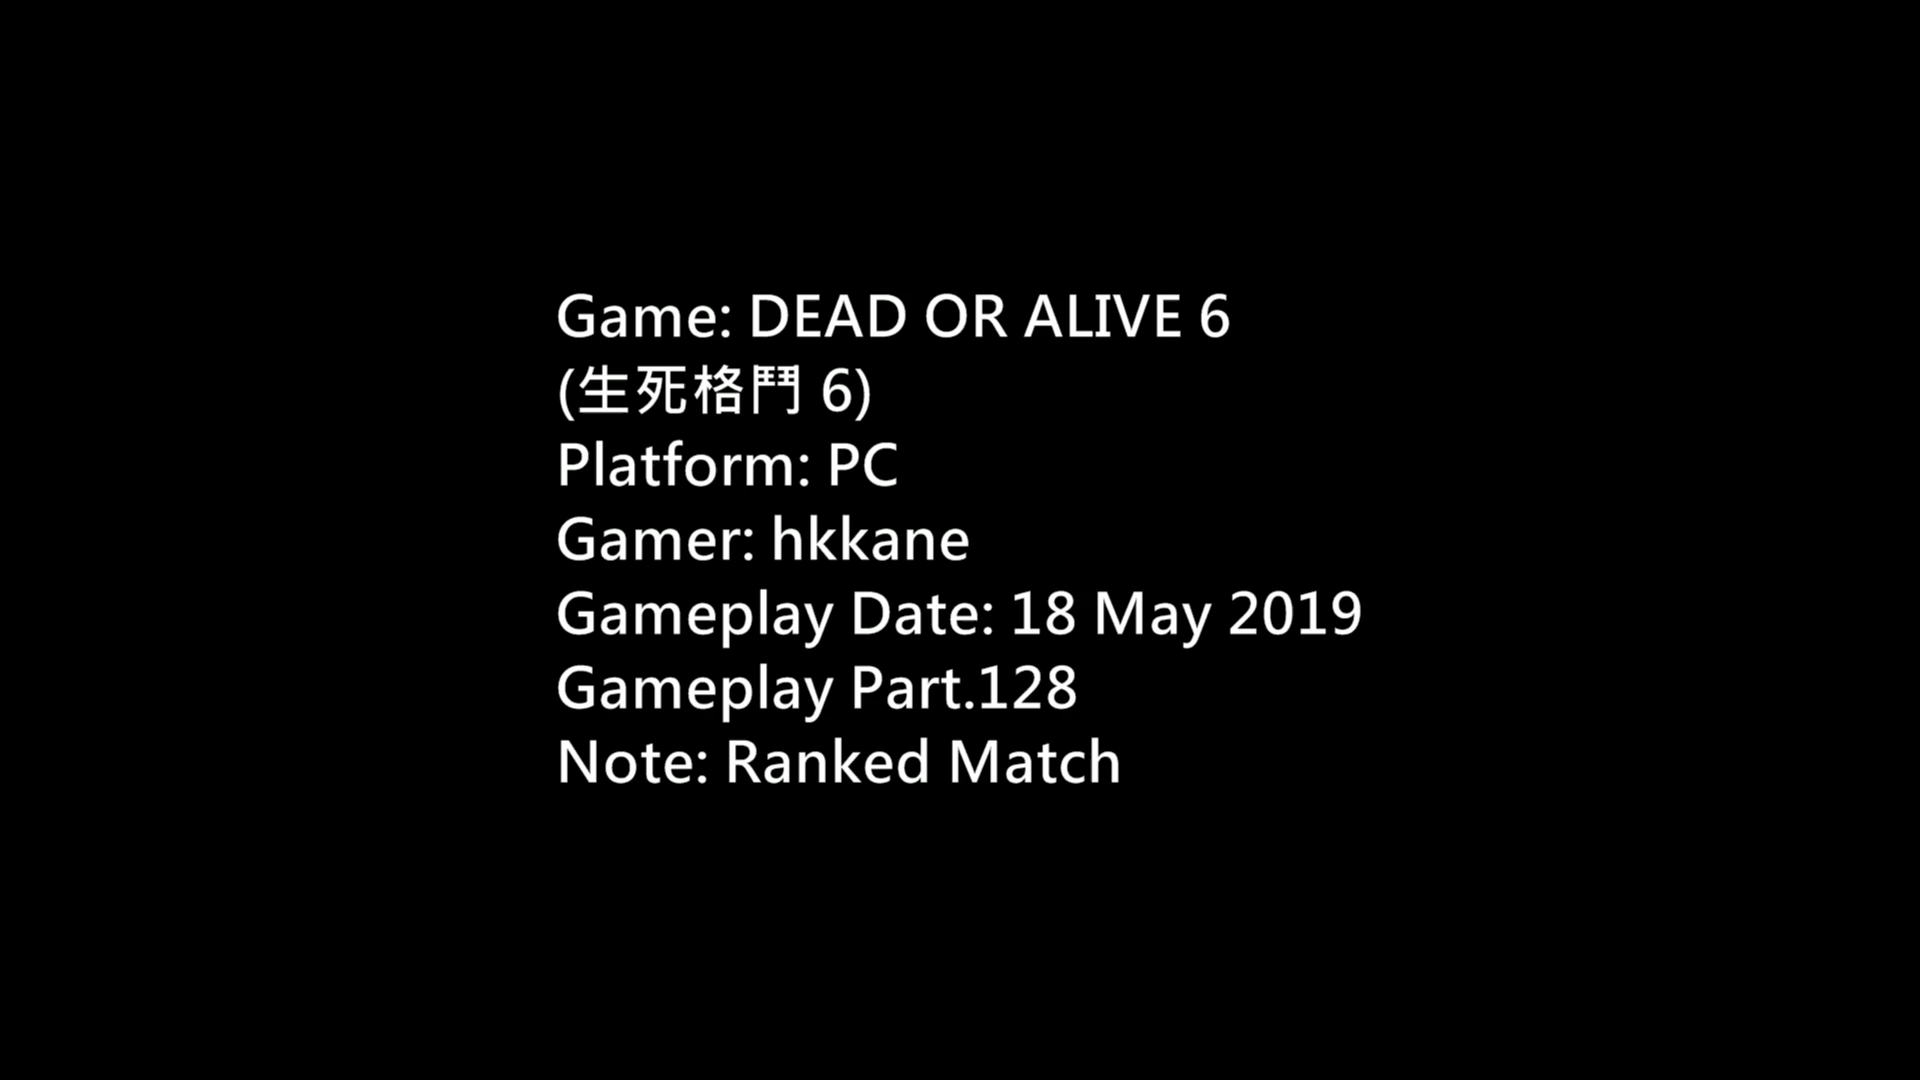 Game: DEAD OR ALIVE 6
(生死格鬥 6)
Platform: PC
Gamer: hkkane
Gameplay Date: 18 May 2019
Gameplay Part.128
Note: Ranked Match